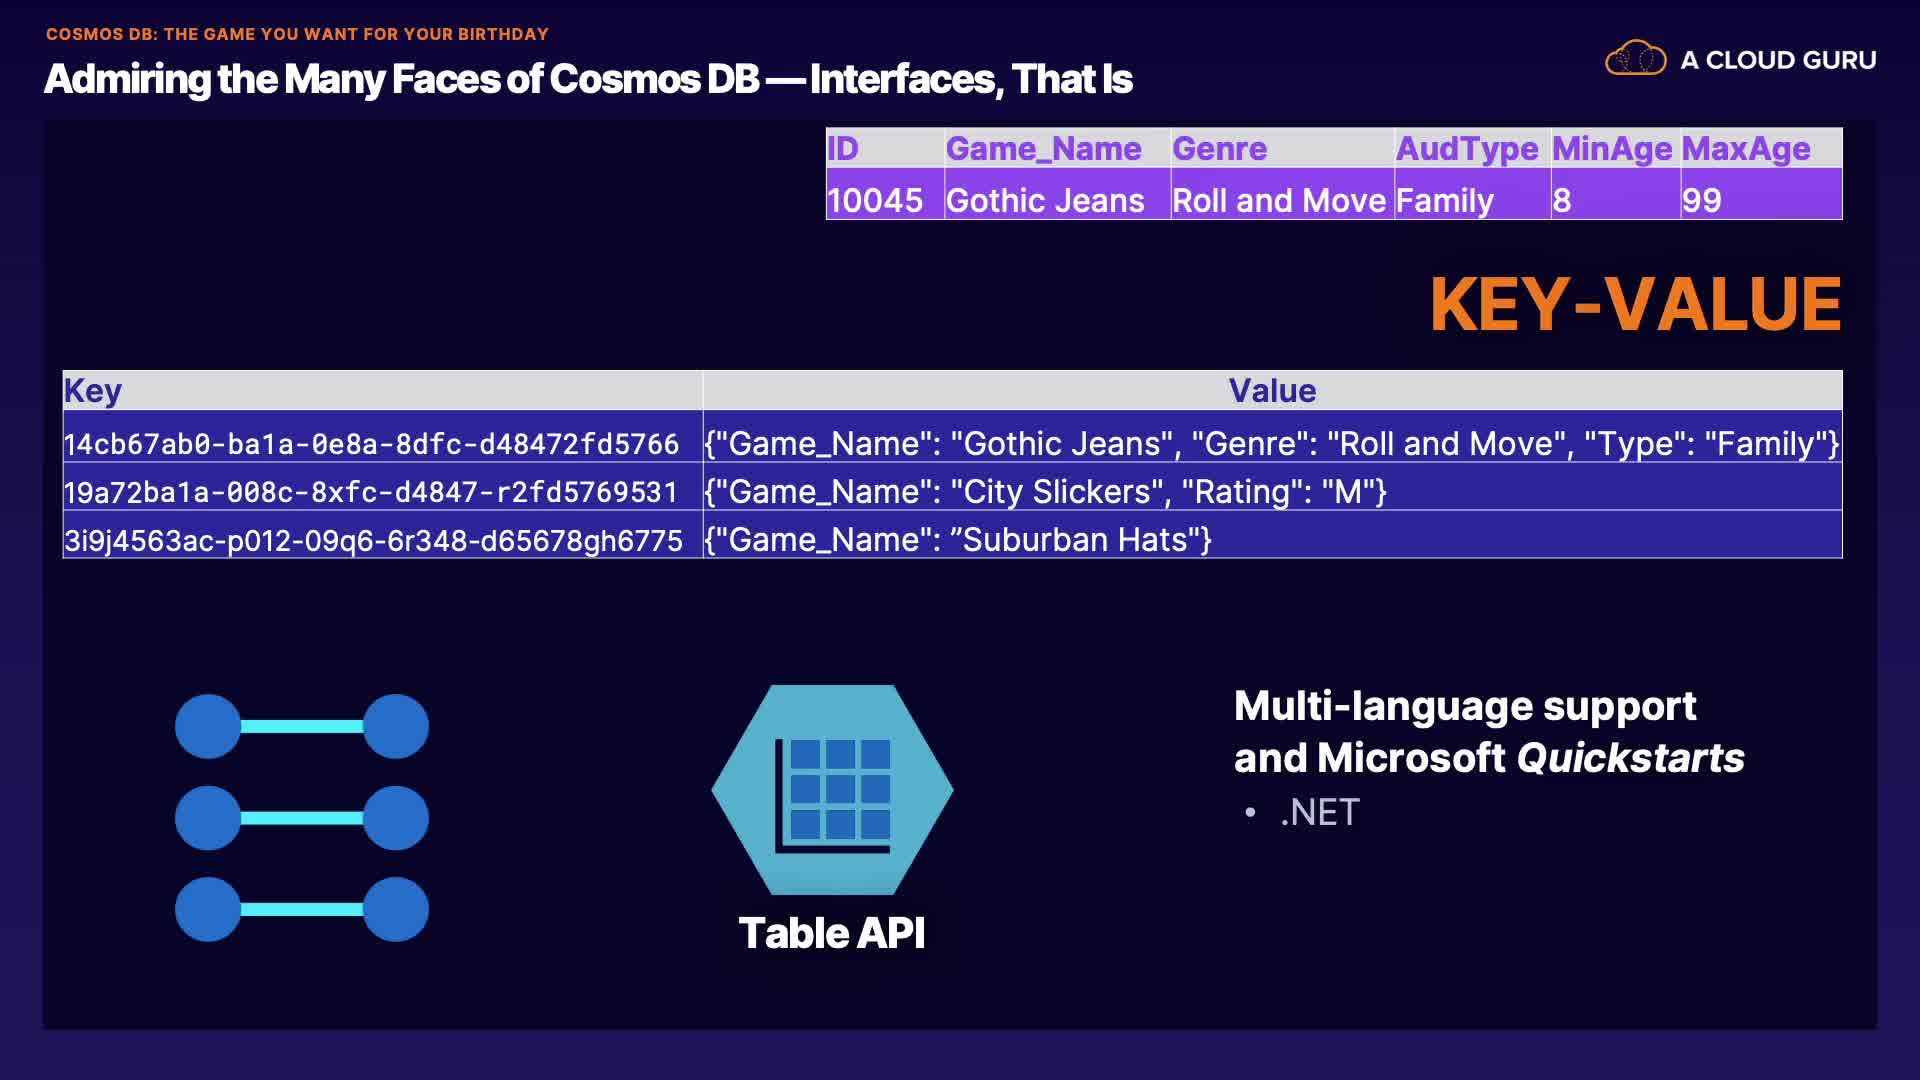 COSMOS DB: THE GAME YOU WANT FOR YOUR BIRTHDAY
Admiring the Many Faces of Cosmos DB — Interfaces, That Is
A CLOUD GURU
ID Game_Name Genre AudType MinAge MaxAge
10045 Gothic Jeans Roll and Move Family 8 99
KEY-VALUE
Key Value
14cb67ab0-ba1a-0e8a-8dfc-d48472fd5766 {"Game_Name": "Gothic Jeans", "Genre": "Roll and Move", "Type": "Family"}
19a72ba1a-008c-8xfc-d4847-r2fd5769531 {"Game_Name": "City Slickers", "Rating": "M"}
3i9j4563ac-p012-09q6-6r348-d65678gh6775 {"Game_Name": ”Suburban Hats"}
Table API
Multi-language support
and Microsoft Quickstarts
• .NET